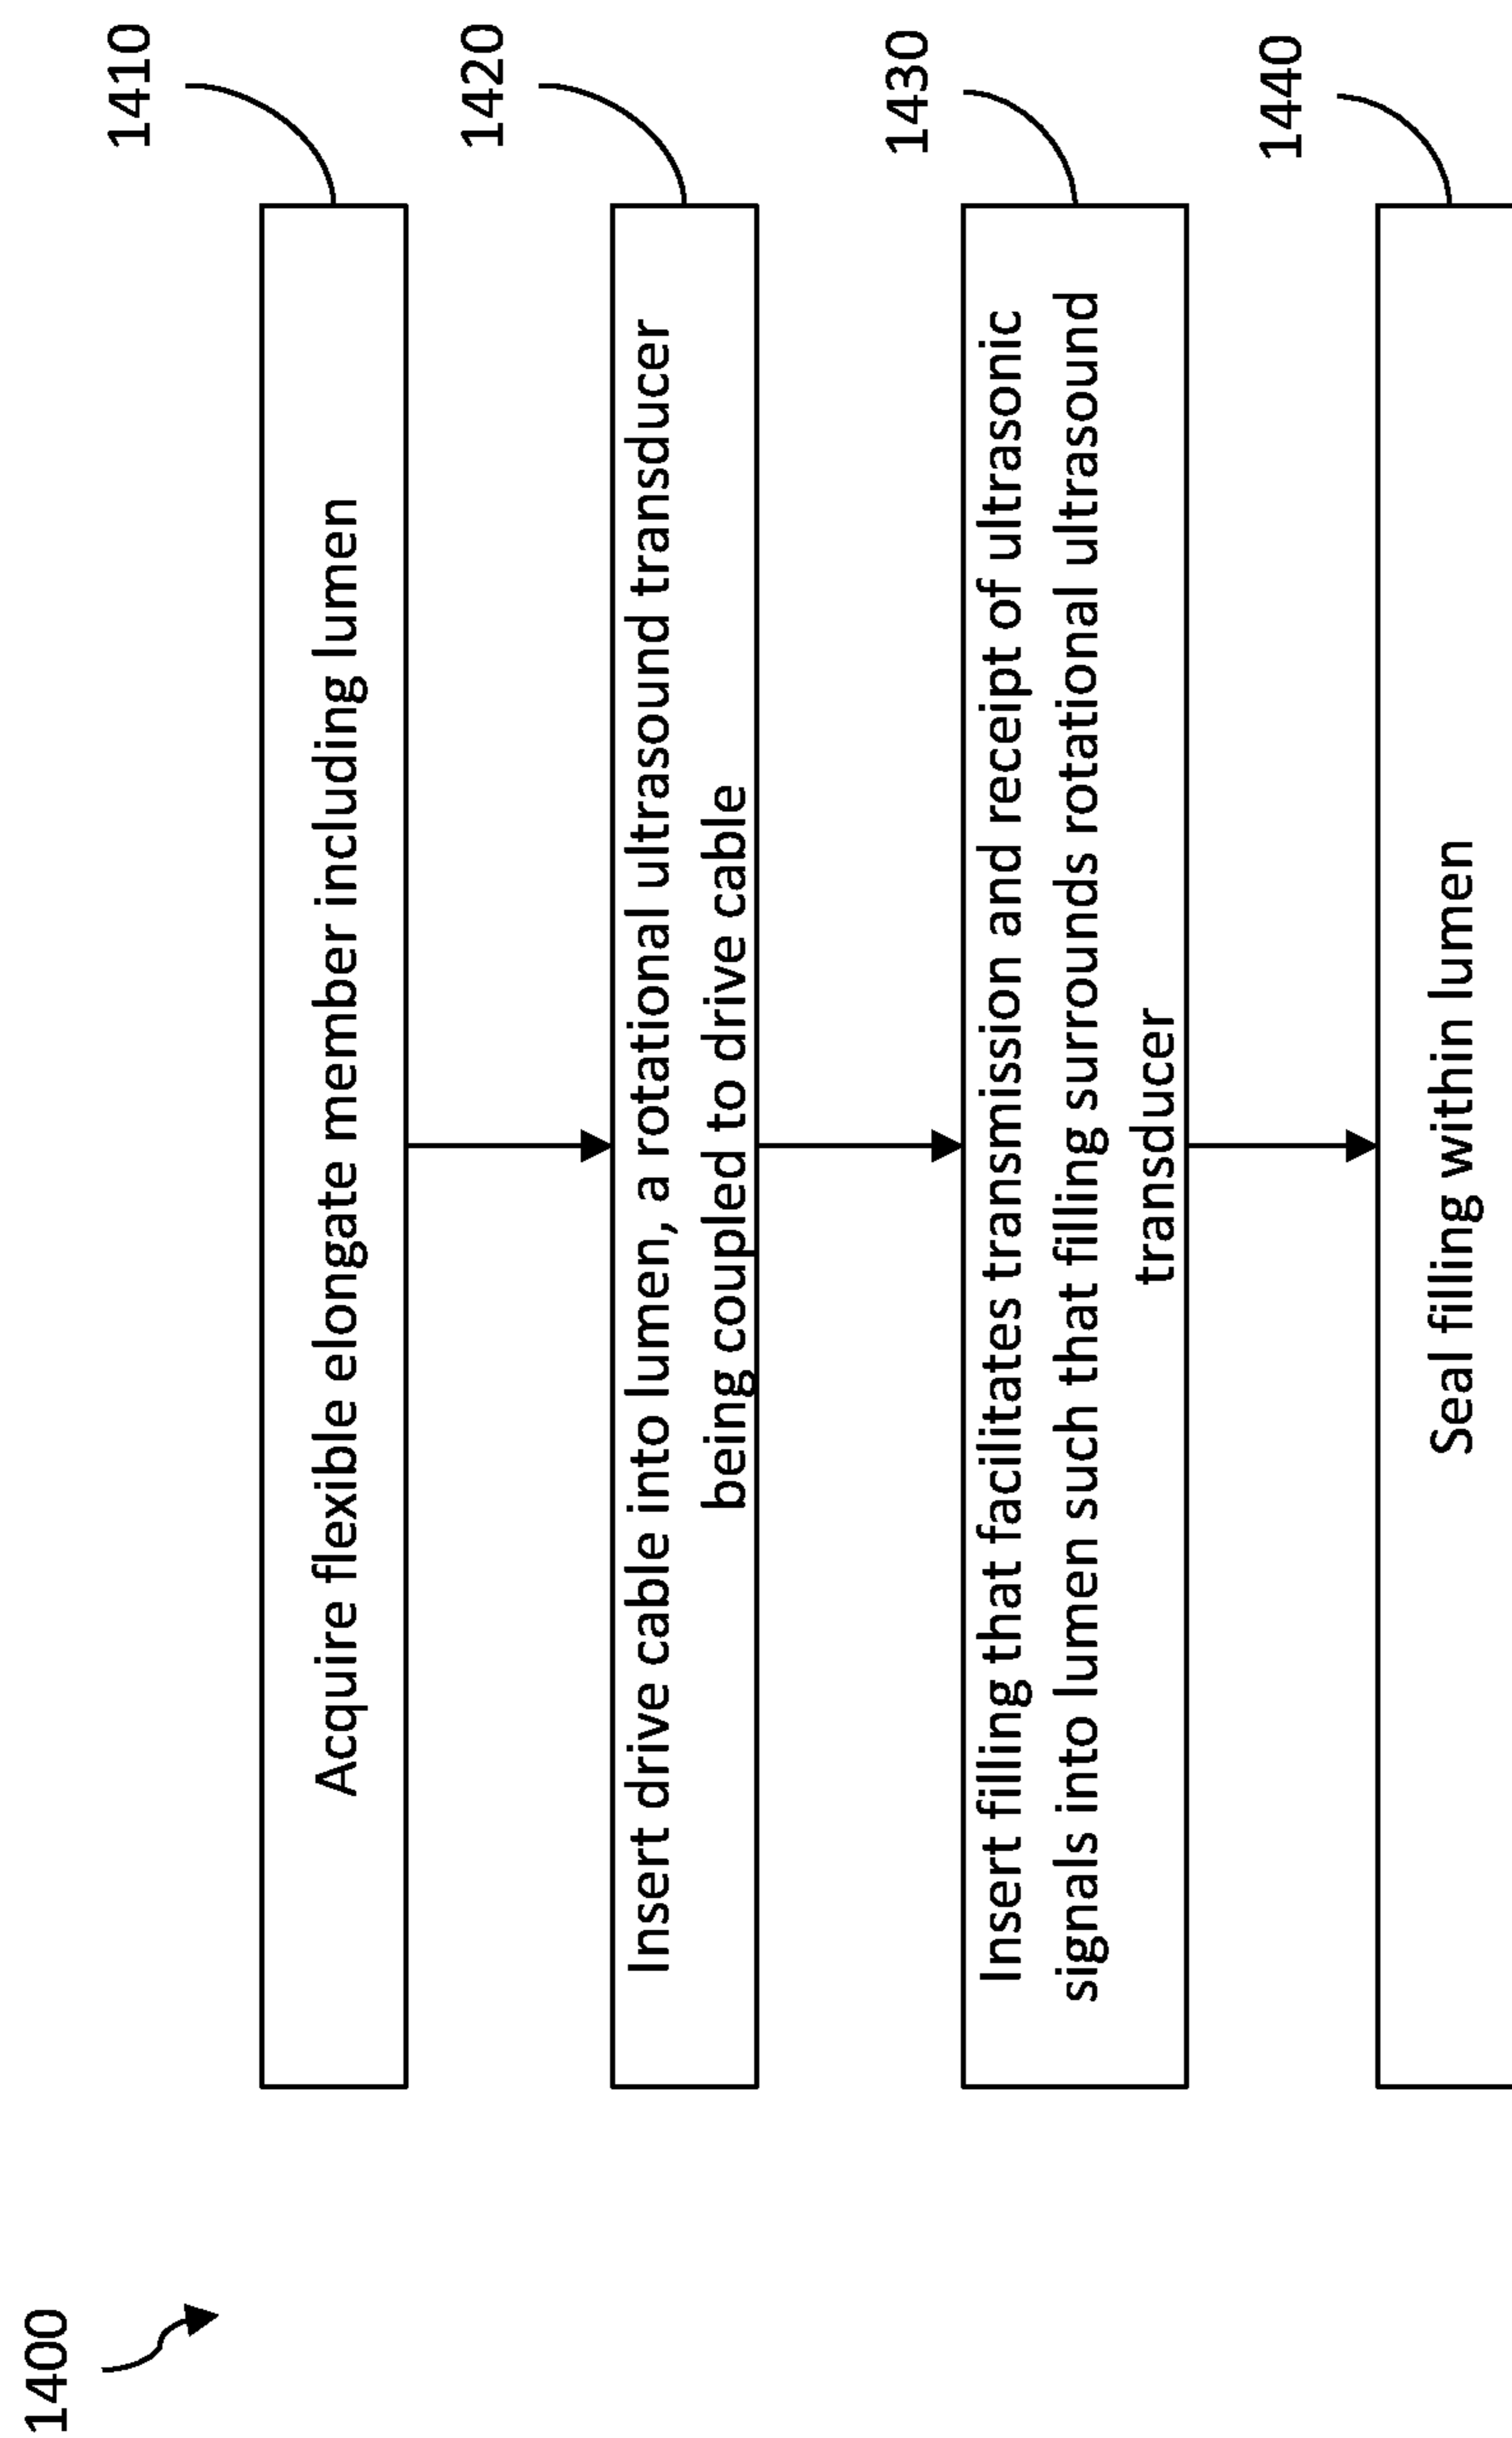 1400
1410
Acquire flexible elongate member including lumen
1420
Insert drive cable into lumen, a rotational ultrasound transducer
being coupled to drive cable
1430
Insert filling that facilitates transmission and receipt of ultrasonic
signals into lumen such that filling surrounds rotational ultrasound
transducer
1440
Seal filling within lumen